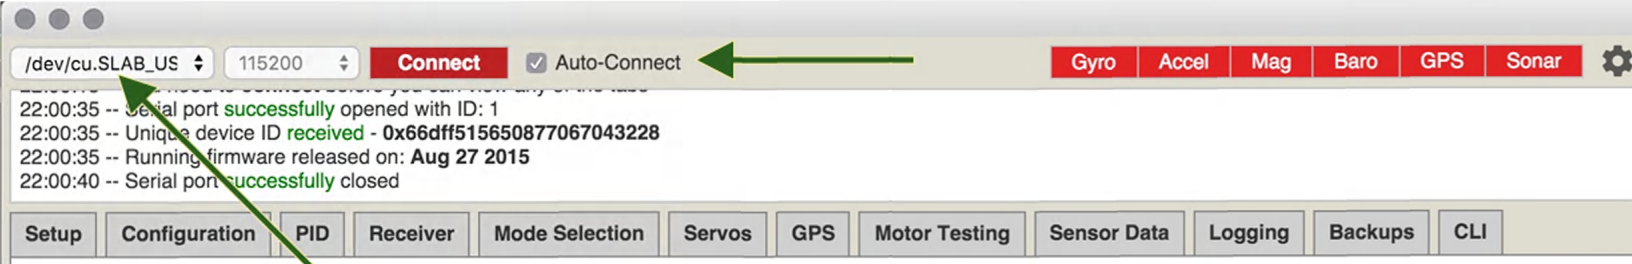 /dev/cu.SLAB_US 115200 Connect Auto-Connect Gyro Accel Mag Baro GPS Sonar
22:00:35 -- Serial port successfully opened with ID: 1
22:00:35 -- Unique device ID received - 0x66dff515650877067043228
22:00:35 -- Running firmware released on: Aug 27 2015
22:00:40 -- Serial port successfully closed
Setup Configuration PID Receiver Mode Selection Servos GPS Motor Testing Sensor Data Logging Backups CLI